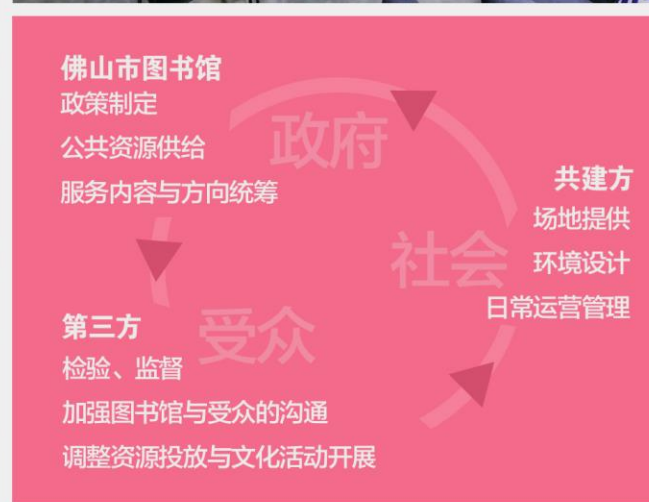 佛山市图书馆
政策制定
公共资源供给
服务内容与方向统筹
政府
共建方
场地提供
环境设计
日常运营管理
社会
第三方
检验、监督
加强图书馆与受众的沟通
调整资源投放与文化活动开展
受众